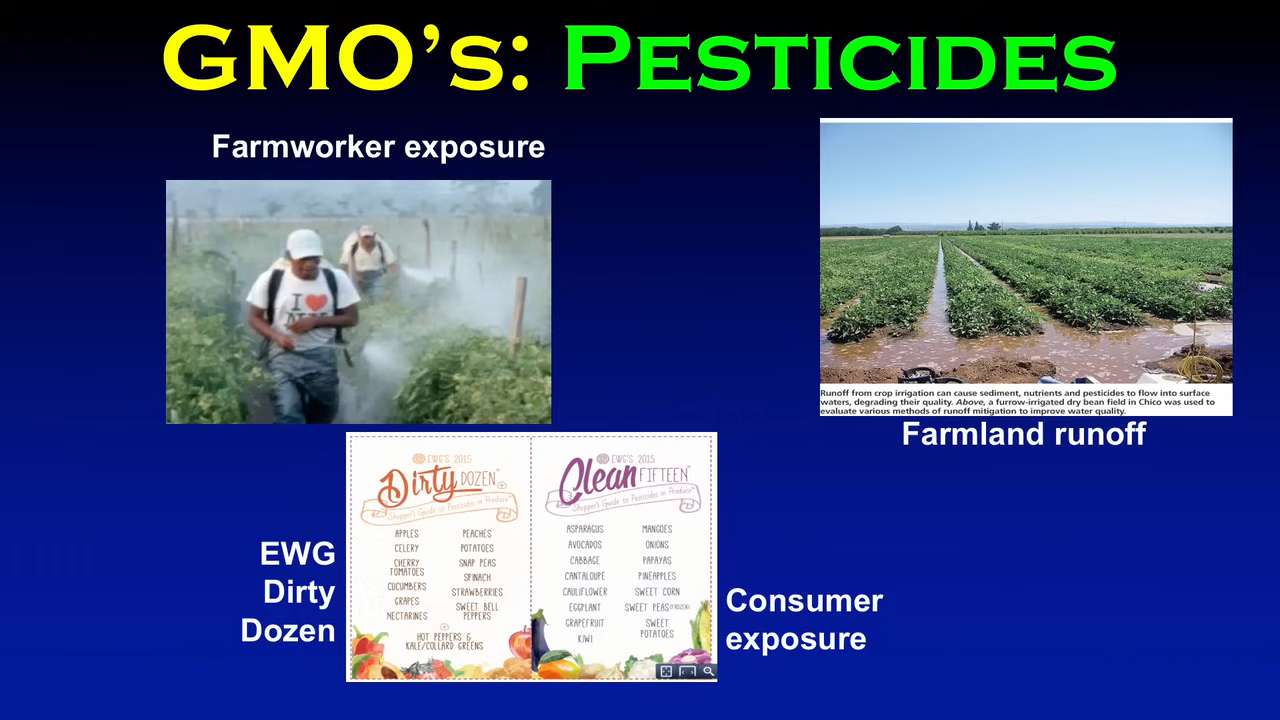 GMO's: PESTICIDES
Farmworker exposure
I ❤
Runoff from crop irrigation can cause sediment, nutrients and pesticides to flow into surface
waters, degrading their quality. Above, a furrow-irrigated dry bean field in Chico was used to
evaluate various methods of runoff mitigation to improve water quality.
Farmland runoff
EWG
Dirty
Dozen
EWG'S 2015
Dirty DOZEN™
Shopper's Guide to Pesticides in Produce™
APPLES
CELERY
CHERRY
TOMATOES
CUCUMBERS
GRAPES
NECTARINES
PEACHES
POTATOES
SNAP PEAS
SPINACH
STRAWBERRIES
SWEET BELL
PEPPERS
HOT PEPPERS &
KALE/COLLARD GREENS
EWG'S 2015
Clean FIFTEEN™
Shopper's Guide to Pesticides in Produce™
ASPARAGUS
AVOCADOS
CABBAGE
CANTALOUPE
CAULIFLOWER
EGGPLANT
GRAPEFRUIT
KIWI
MANGOES
ONIONS
PAPAYAS
PINEAPPLES
SWEET CORN
SWEET PEAS (FROZEN)
SWEET
POTATOES
Consumer
exposure